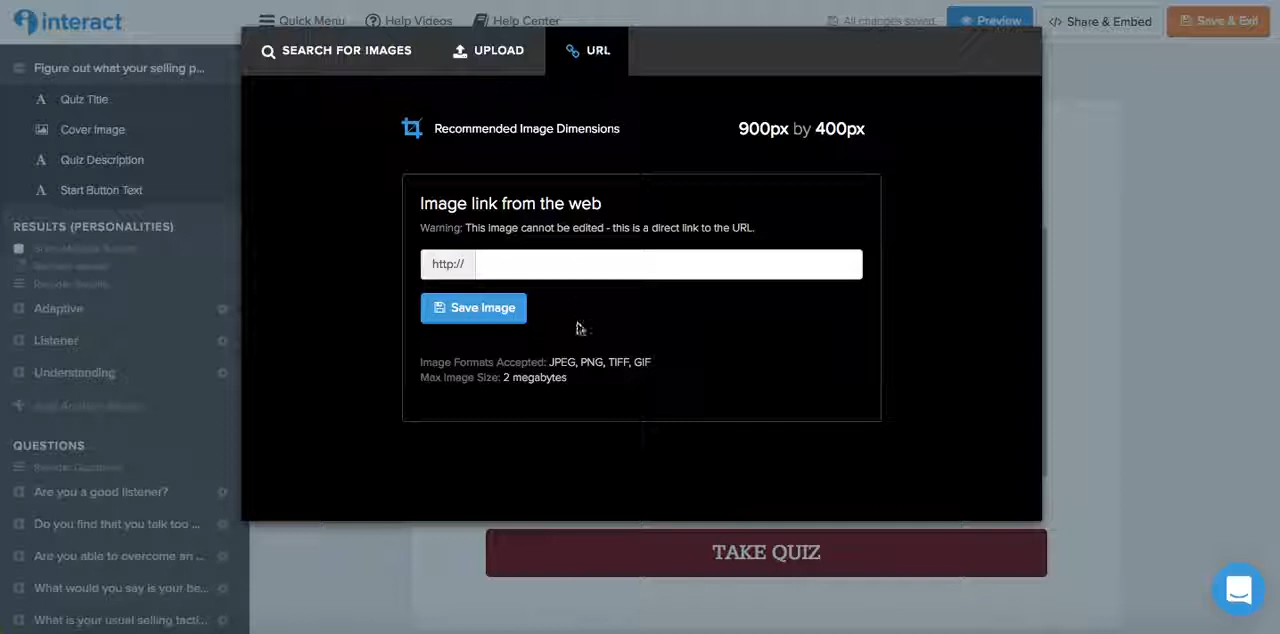 interact
Quick Menu
Help Videos
Help Center
All changes saved
Preview
</> Share & Embed
Save & Exit
SEARCH FOR IMAGES
UPLOAD
URL
Figure out what your selling p...
Quiz Title
Cover Image
Quiz Description
Start Button Text
RESULTS (PERSONALITIES)
Adaptive
Listener
Understanding
QUESTIONS
Reorder Questions
Are you a good listener?
Do you find that you talk too ...
Are you able to overcome an ...
What would you say is your be...
What is your usual selling tacti...
Recommended Image Dimensions
900px by 400px
Image link from the web
Warning: This image cannot be edited - this is a direct link to the URL.
http://
Save Image
Image Formats Accepted: JPEG, PNG, TIFF, GIF
Max Image Size: 2 megabytes
TAKE QUIZ